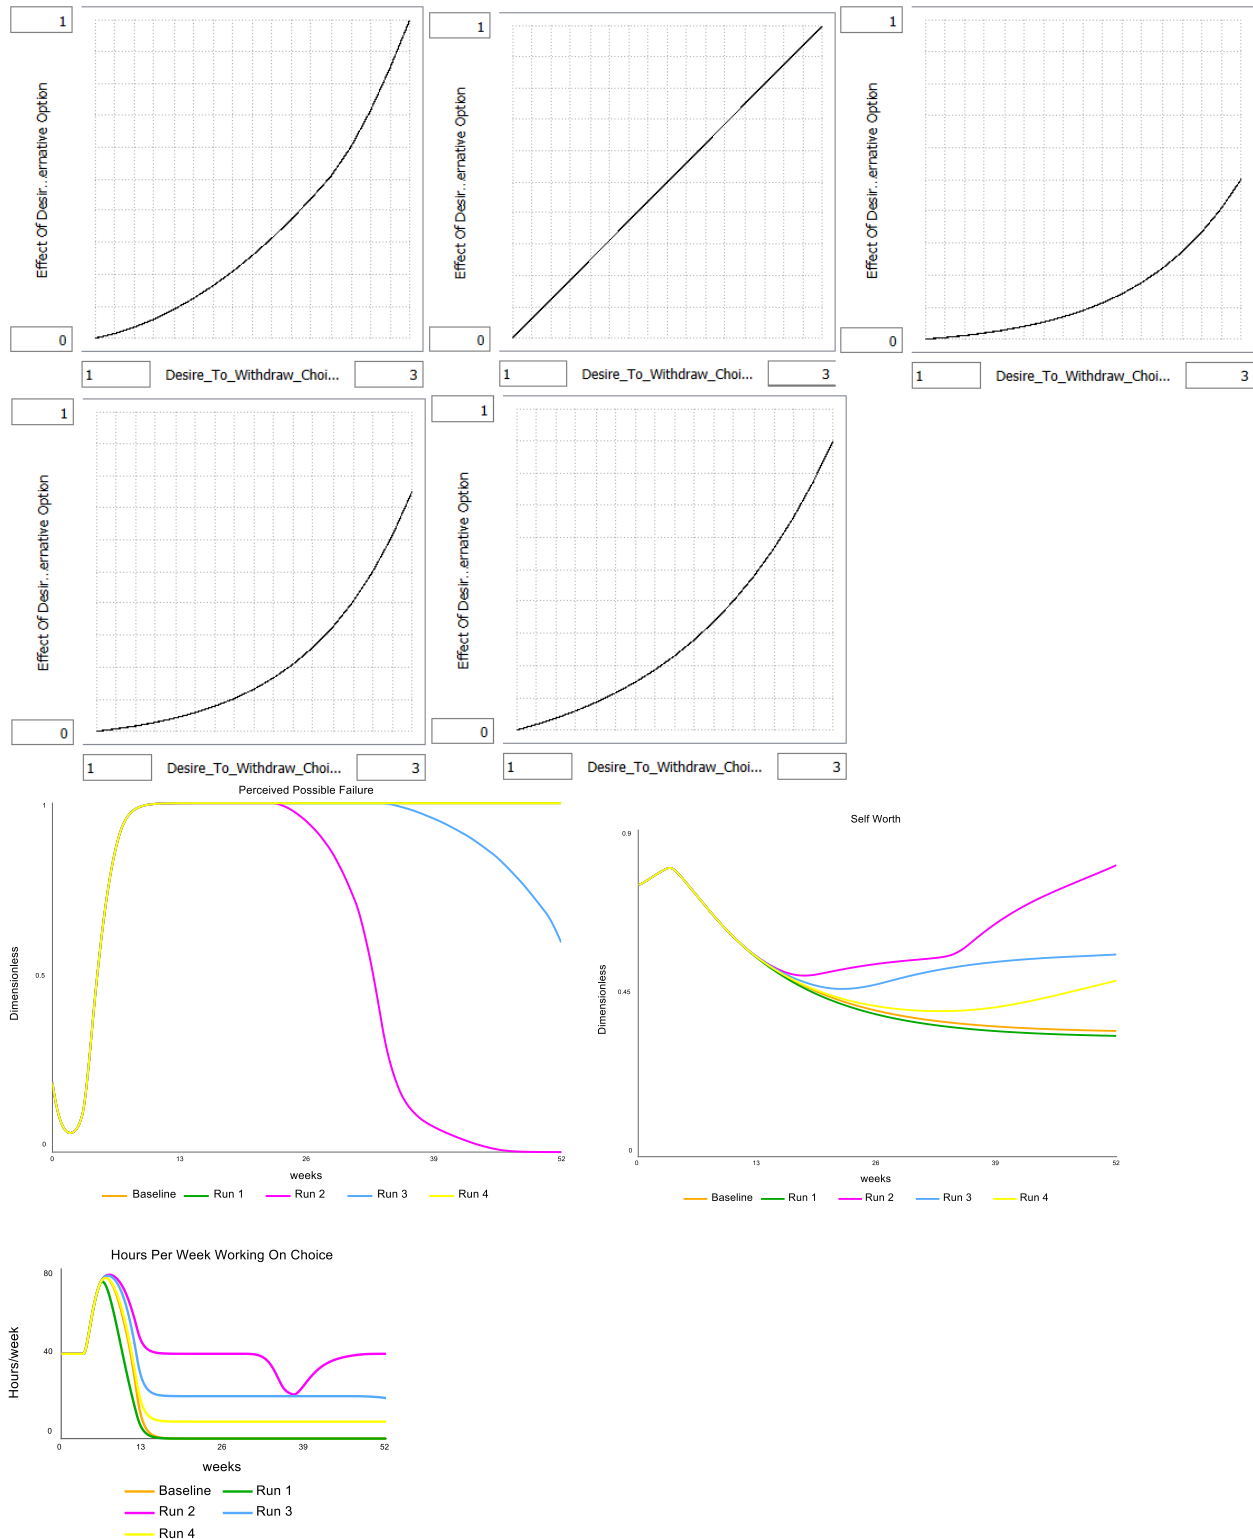 1
Effect Of Desir...ernative Option
0
1 Desire_To_Withdraw_Choi... 3
1
Effect Of Desir...ernative Option
0
1 Desire_To_Withdraw_Choi... 3
1
Effect Of Desir...ernative Option
0
1 Desire_To_Withdraw_Choi... 3
1
Effect Of Desir...ernative Option
0
1 Desire_To_Withdraw_Choi... 3
1
Effect Of Desir...ernative Option
0
1 Desire_To_Withdraw_Choi... 3
Perceived Possible Failure
1
0.5
0
Dimensionless
0 13 26 39 52
weeks
Baseline Run 1 Run 2 Run 3 Run 4
Self Worth
0.9
0.45
0
Dimensionless
0 13 26 39 52
weeks
Baseline Run 1 Run 2 Run 3 Run 4
Hours Per Week Working On Choice
80
40
0
Hours/week
0 13 26 39 52
weeks
Baseline Run 1
Run 2 Run 3
Run 4